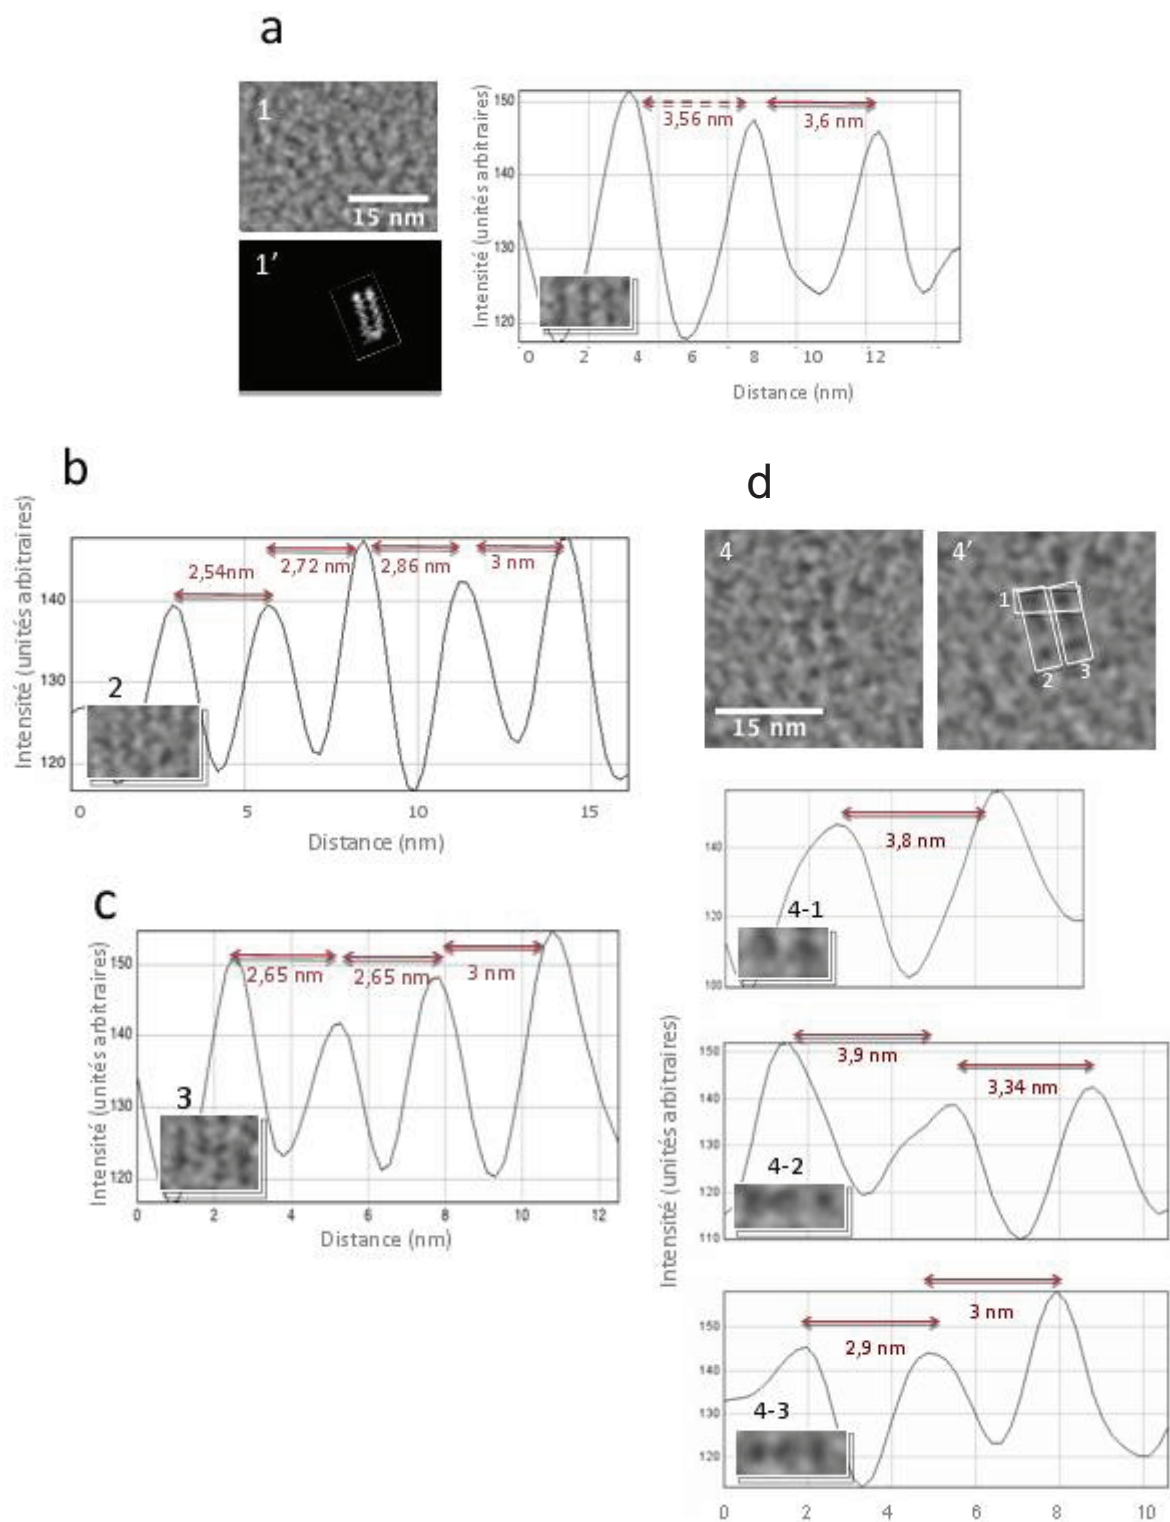 a
1
15 nm
1’
Intensité (unités arbitraires)
150
140
130
120
3,56 nm
3,6 nm
0 2 4 6 8 10 12
Distance (nm)
b
Intensité (unités arbitraires)
140
130
120
2,54nm
2,72 nm
2,86 nm
3 nm
2
0 5 10 15
Distance (nm)
c
Intensité (unités arbitraires)
150
140
130
120
2,65 nm
2,65 nm
3 nm
3
0 2 4 6 8 10 12
Distance (nm)
d
4
15 nm
4’
1
2
3
140
120
100
3,8 nm
4-1
Intensité (unités arbitraires)
150
140
130
120
110
3,9 nm
3,34 nm
4-2
150
140
130
120
3 nm
2,9 nm
4-3
0 2 4 6 8 10